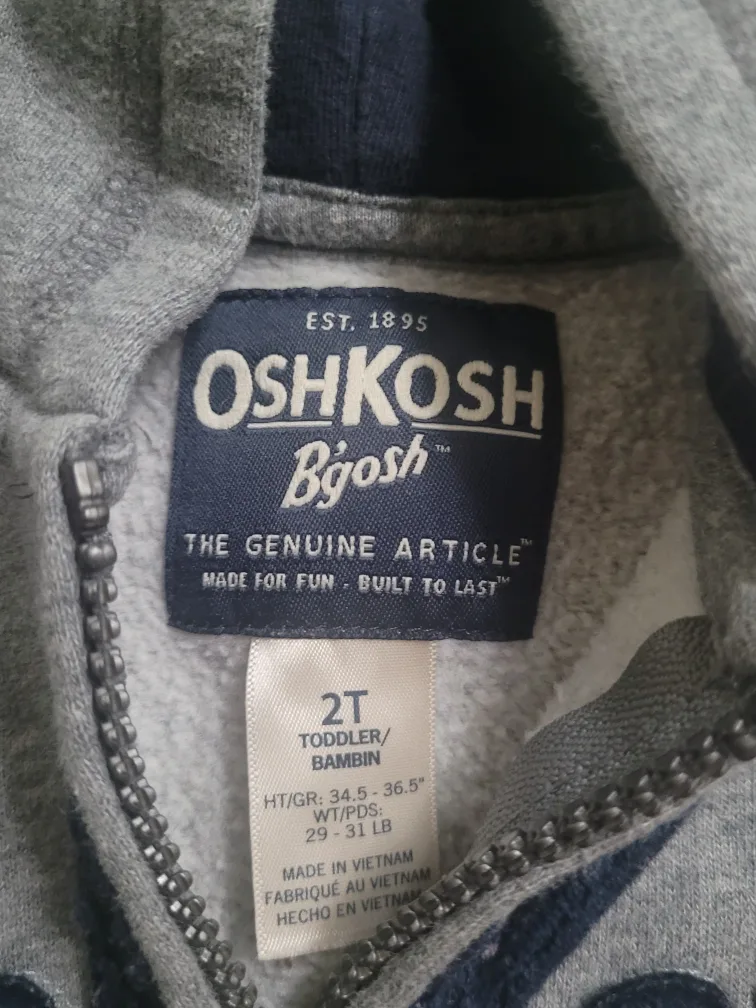 EST. 1895
OSHKOSH
B'gosh™
THE GENUINE ARTICLE™
MADE FOR FUN - BUILT TO LAST™
2T
TODDLER/
BAMBIN
HT/GR: 34.5 - 36.5"
WT/PDS:
29 - 31 LB
MADE IN VIETNAM
FABRIQUÉ AU VIETNAM
HECHO EN VIETNAM